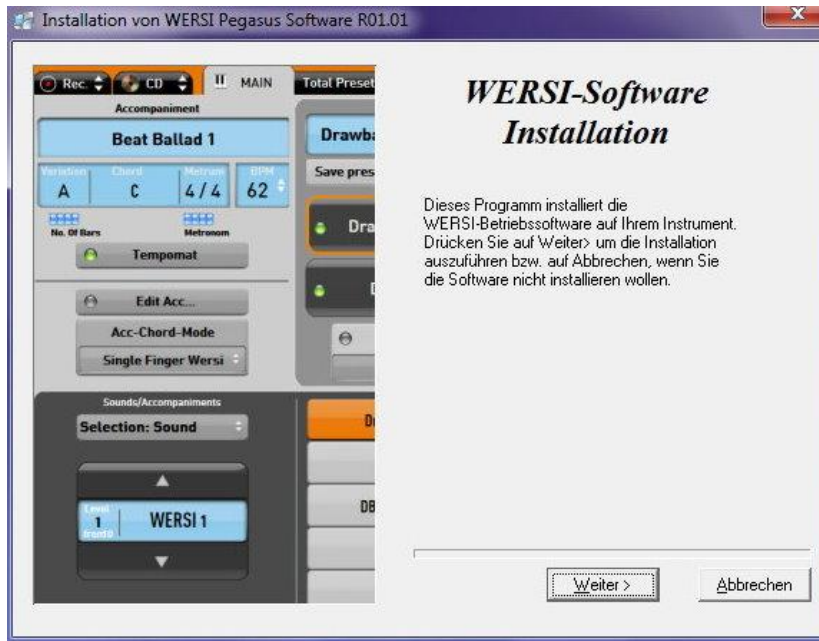 Installation von WERSI Pegasus Software R01.01
Rec.
CD
MAIN
Total Preset
Accompaniment
Beat Ballad 1
Variation
Chord
Metrum
BPM
A
C
4/4
62
No. Of Bars
Metronom
Tempomat
Edit Acc...
Acc-Chord-Mode
Single Finger Wersi
Sounds/Accompaniments
Selection: Sound
Level
1
WERSI 1
Drawb
Save pres
Dra
DB
WERSI-Software
Installation
Dieses Programm installiert die
WERSI-Betriebssoftware auf Ihrem Instrument.
Drücken Sie auf Weiter> um die Installation
auszuführen bzw. auf Abbrechen, wenn Sie
die Software nicht installieren wollen.
Weiter >
Abbrechen